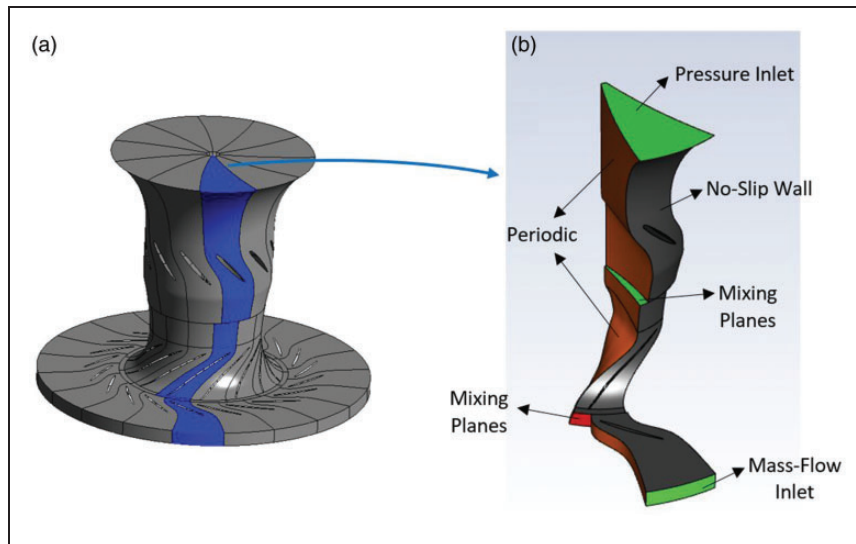 (a)
(b)
Pressure Inlet
No-Slip Wall
Periodic
Mixing
Planes
Mixing
Planes
Mass-Flow
Inlet